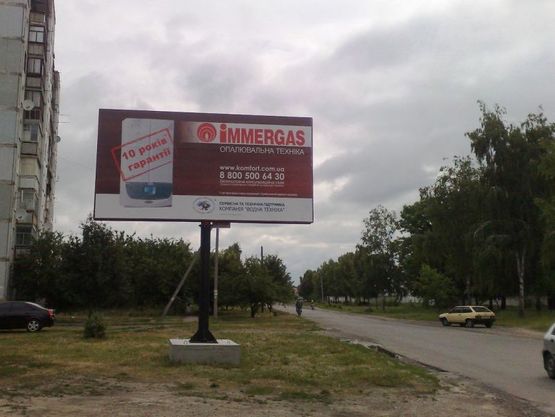 10 років
гарантії
iMMERGAS
ОПАЛЮВАЛЬНА ТЕХНІКА
www.komfort.com.ua
8 800 500 64 30
СЕРВІСНА ТА ТЕХНІЧНА ПІДТРИМКА
КОМПАНІЯ "ВОДНА ТЕХНІКА"